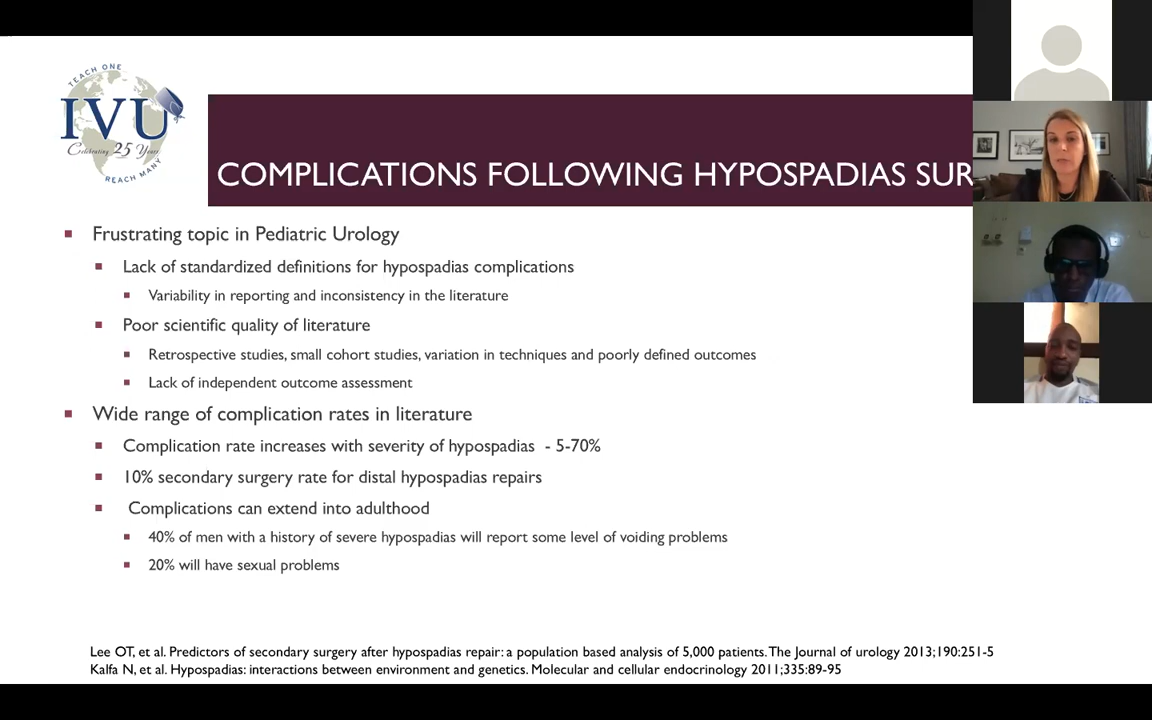 TEACH ONE
IVU
Celebrating 25 Years
REACH MANY
COMPLICATIONS FOLLOWING HYPOSPADIAS SUR
Frustrating topic in Pediatric Urology
Lack of standardized definitions for hypospadias complications
Variability in reporting and inconsistency in the literature
Poor scientific quality of literature
Retrospective studies, small cohort studies, variation in techniques and poorly defined outcomes
Lack of independent outcome assessment
Wide range of complication rates in literature
Complication rate increases with severity of hypospadias - 5-70%
10% secondary surgery rate for distal hypospadias repairs
Complications can extend into adulthood
40% of men with a history of severe hypospadias will report some level of voiding problems
20% will have sexual problems
Lee OT, et al. Predictors of secondary surgery after hypospadias repair: a population based analysis of 5,000 patients. The Journal of urology 2013;190:251-5
Kalfa N, et al. Hypospadias: interactions between environment and genetics. Molecular and cellular endocrinology 2011;335:89-95